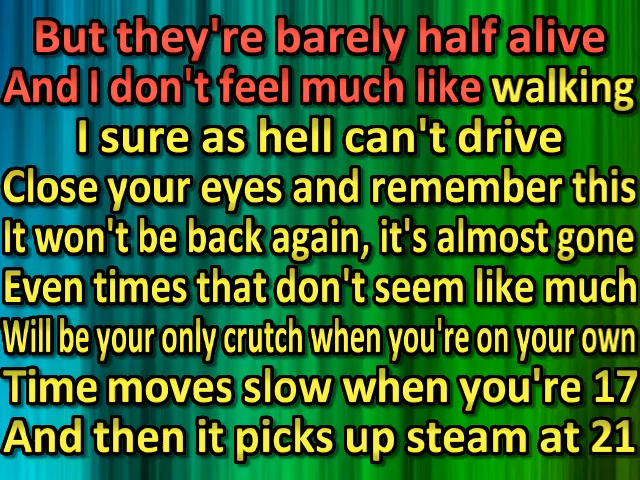 But they're barely half alive
And I don't feel much like walking
I sure as hell can't drive
Close your eyes and remember this
It won't be back again, it's almost gone
Even times that don't seem like much
Will be your only crutch when you're on your own
Time moves slow when you're 17
And then it picks up steam at 21